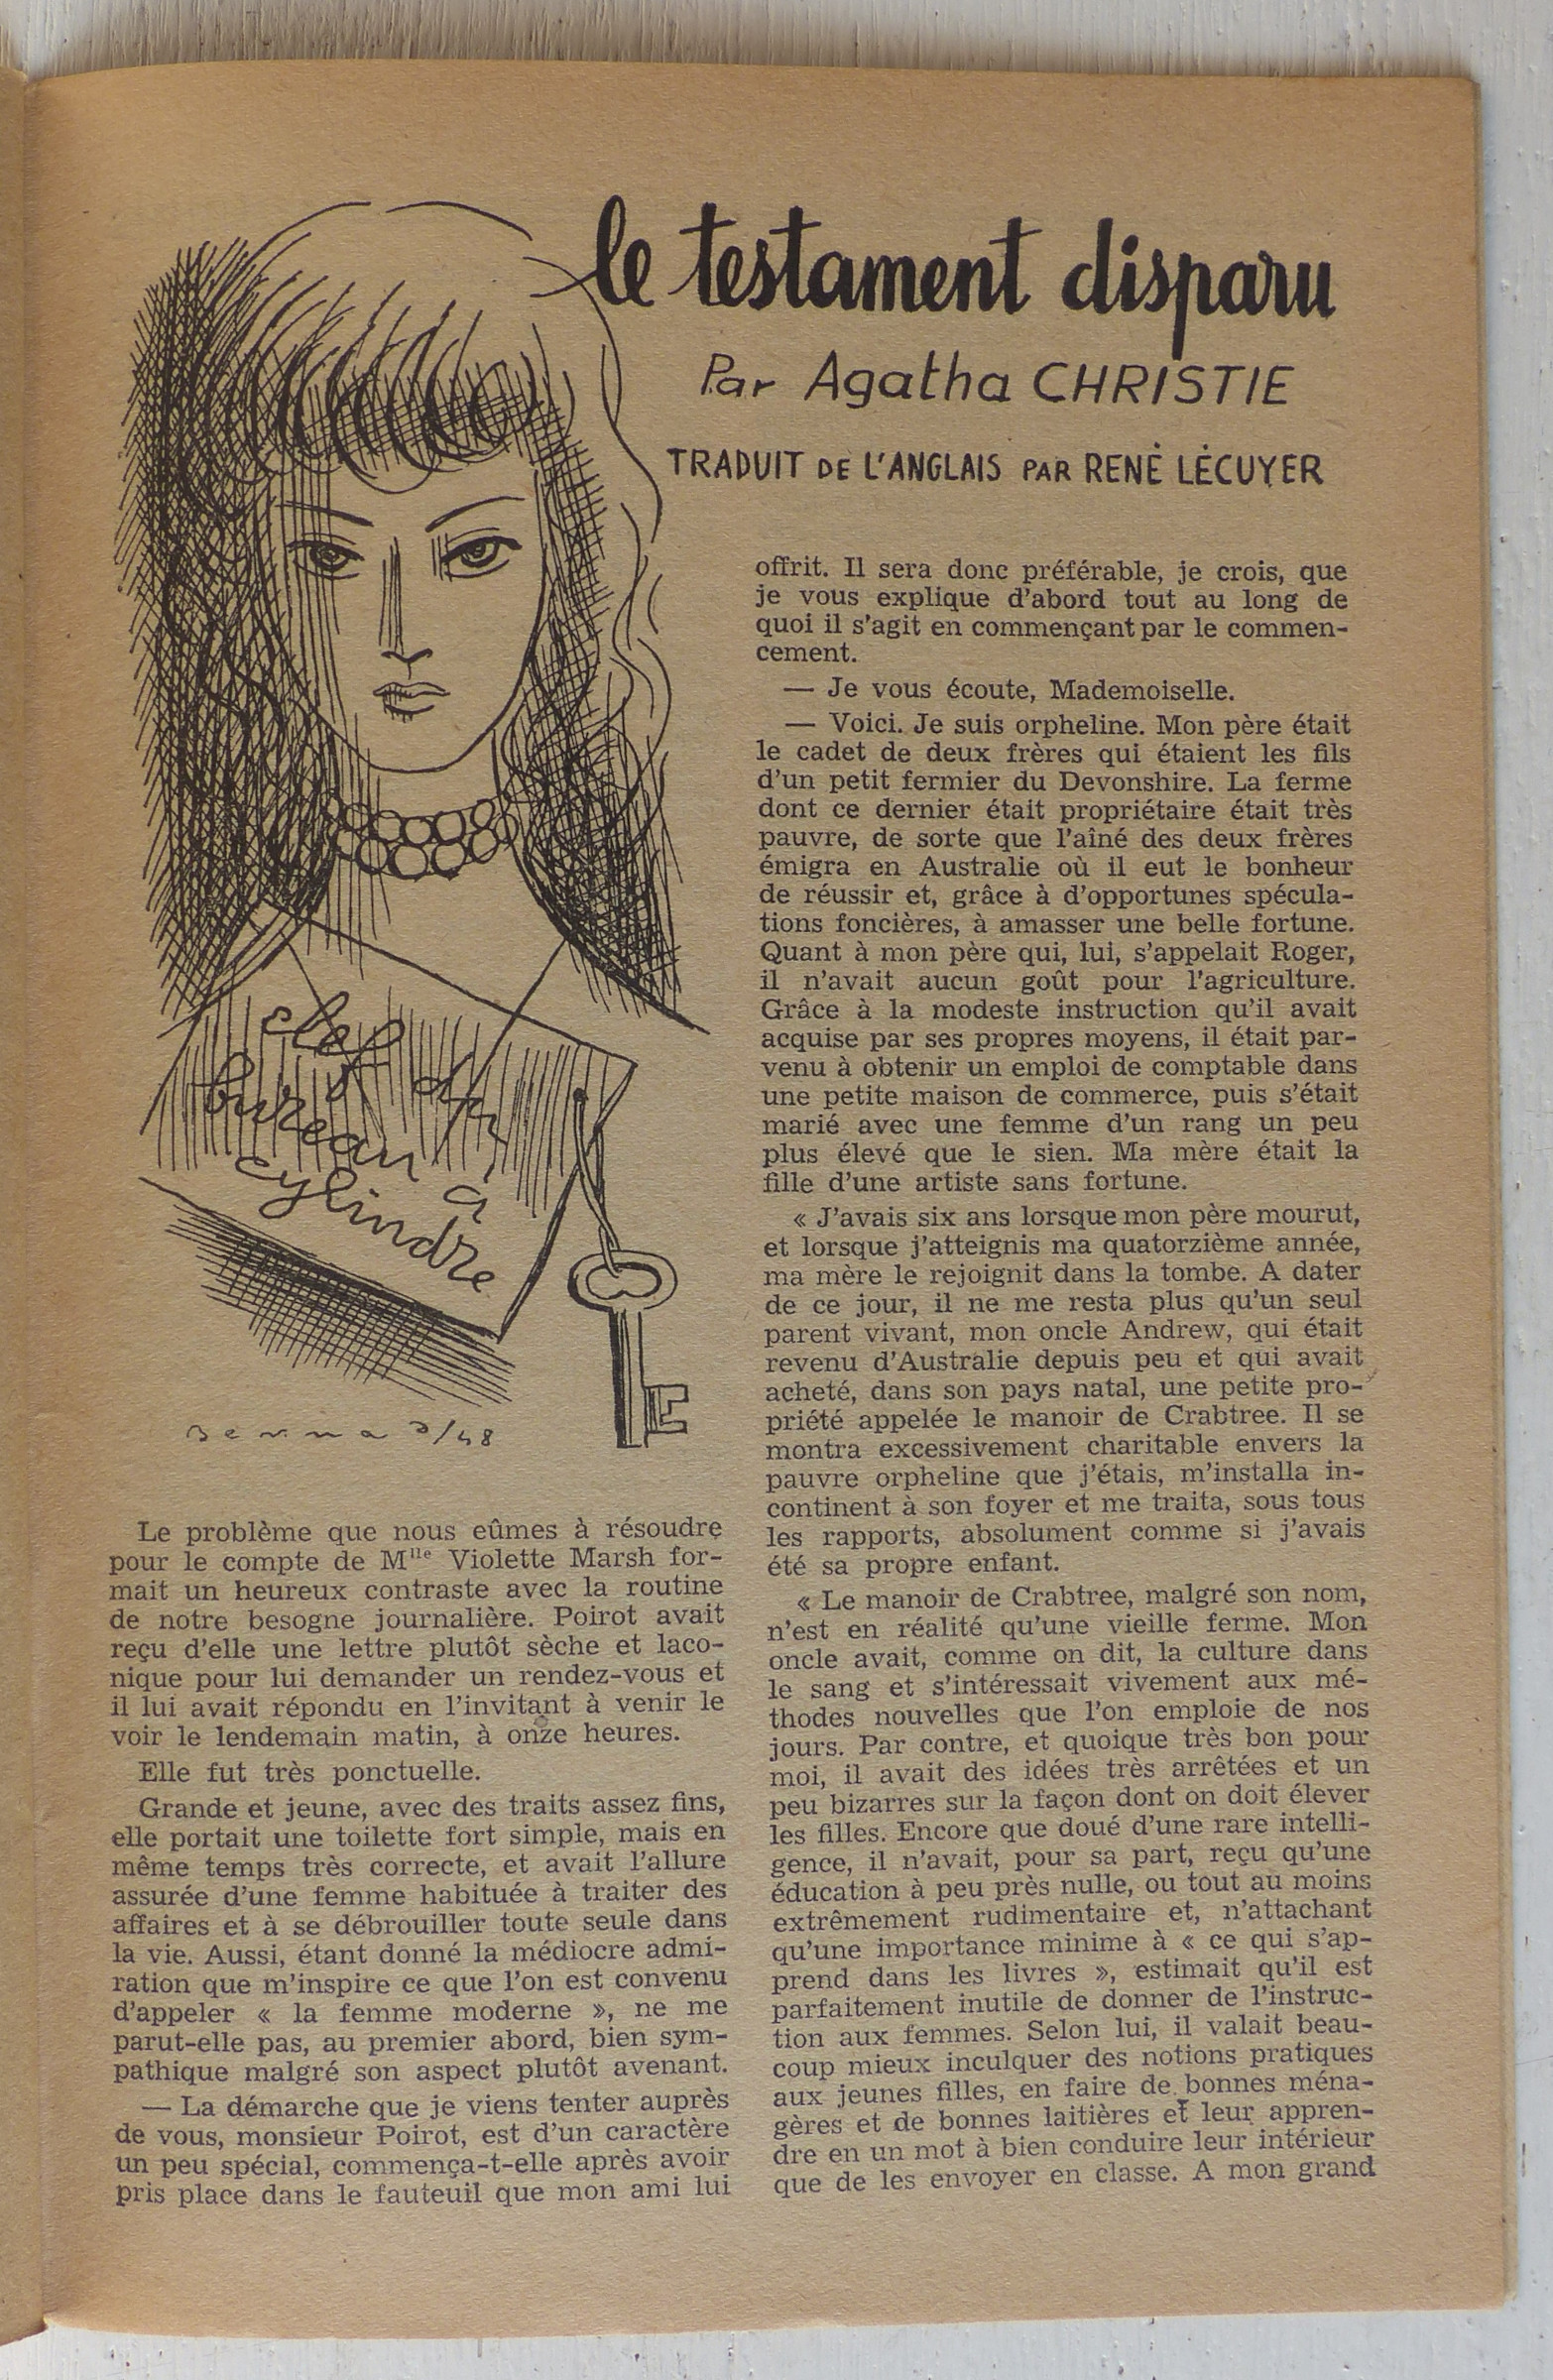 le testament disparu
Par Agatha CHRISTIE
TRADUIT DE L'ANGLAIS PAR RENÉ LÉCUYER
clef du
bureau à
cylindre
Le problème que nous eûmes à résoudre
pour le compte de Mlle Violette Marsh for-
mait un heureux contraste avec la routine
de notre besogne journalière. Poirot avait
reçu d'elle une lettre plutôt sèche et laco-
nique pour lui demander un rendez-vous et
il lui avait répondu en l'invitant à venir le
voir le lendemain matin, à onze heures.
Elle fut très ponctuelle.
Grande et jeune, avec des traits assez fins,
elle portait une toilette fort simple, mais en
même temps très correcte, et avait l'allure
assurée d'une femme habituée à traiter des
affaires et à se débrouiller toute seule dans
la vie. Aussi, étant donné la médiocre admi-
ration que m'inspire ce que l'on est convenu
d'appeler « la femme moderne », ne me
parut-elle pas, au premier abord, bien sym-
pathique malgré son aspect plutôt avenant.
— La démarche que je viens tenter auprès
de vous, monsieur Poirot, est d'un caractère
un peu spécial, commença-t-elle après avoir
pris place dans le fauteuil que mon ami lui
offrit. Il sera donc préférable, je crois, que
je vous explique d'abord tout au long de
quoi il s'agit en commençant par le commen-
cement.
— Je vous écoute, Mademoiselle.
— Voici. Je suis orpheline. Mon père était
le cadet de deux frères qui étaient les fils
d'un petit fermier du Devonshire. La ferme
dont ce dernier était propriétaire était très
pauvre, de sorte que l'aîné des deux frères
émigra en Australie où il eut le bonheur
de réussir et, grâce à d'opportunes spécula-
tions foncières, à amasser une belle fortune.
Quant à mon père qui, lui, s'appelait Roger,
il n'avait aucun goût pour l'agriculture.
Grâce à la modeste instruction qu'il avait
acquise par ses propres moyens, il était par-
venu à obtenir un emploi de comptable dans
une petite maison de commerce, puis s'était
marié avec une femme d'un rang un peu
plus élevé que le sien. Ma mère était la
fille d'une artiste sans fortune.
« J'avais six ans lorsque mon père mourut,
et lorsque j'atteignis ma quatorzième année,
ma mère le rejoignit dans la tombe. A dater
de ce jour, il ne me resta plus qu'un seul
parent vivant, mon oncle Andrew, qui était
revenu d'Australie depuis peu et qui avait
acheté, dans son pays natal, une petite pro-
priété appelée le manoir de Crabtree. Il se
montra excessivement charitable envers la
pauvre orpheline que j'étais, m'installa in-
continent à son foyer et me traita, sous tous
les rapports, absolument comme si j'avais
été sa propre enfant.
« Le manoir de Crabtree, malgré son nom,
n'est en réalité qu'une vieille ferme. Mon
oncle avait, comme on dit, la culture dans
le sang et s'intéressait vivement aux mé-
thodes nouvelles que l'on emploie de nos
jours. Par contre, et quoique très bon pour
moi, il avait des idées très arrêtées et un
peu bizarres sur la façon dont on doit élever
les filles. Encore que doué d'une rare intelli-
gence, il n'avait, pour sa part, reçu qu'une
éducation à peu près nulle, ou tout au moins
extrêmement rudimentaire et, n'attachant
qu'une importance minime à « ce qui s'ap-
prend dans les livres », estimait qu'il est
parfaitement inutile de donner de l'instruc-
tion aux femmes. Selon lui, il valait beau-
coup mieux inculquer des notions pratiques
aux jeunes filles, en faire de bonnes ména-
gères et de bonnes laitières et leur appren-
dre en un mot à bien conduire leur intérieur
que de les envoyer en classe. A mon grand